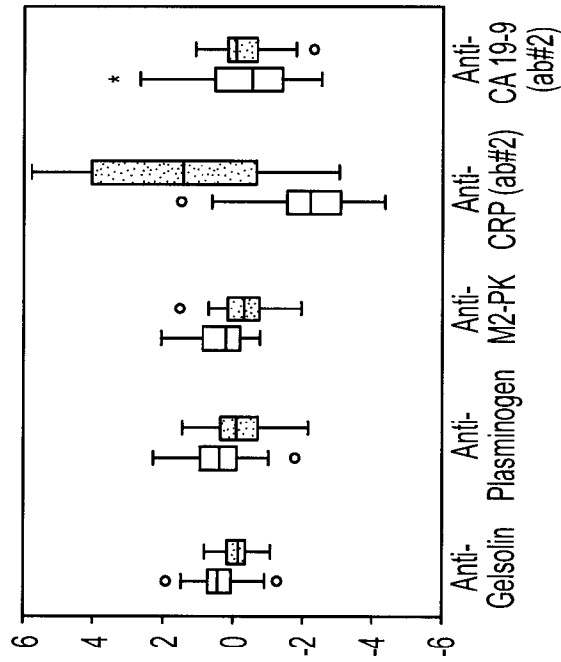 6
4
2
0
-2
-4
-6
Anti-
Gelsolin
Anti-
Plasminogen
Anti-
M2-PK
Anti-
CRP (ab#2)
Anti-
CA 19-9
(ab#2)